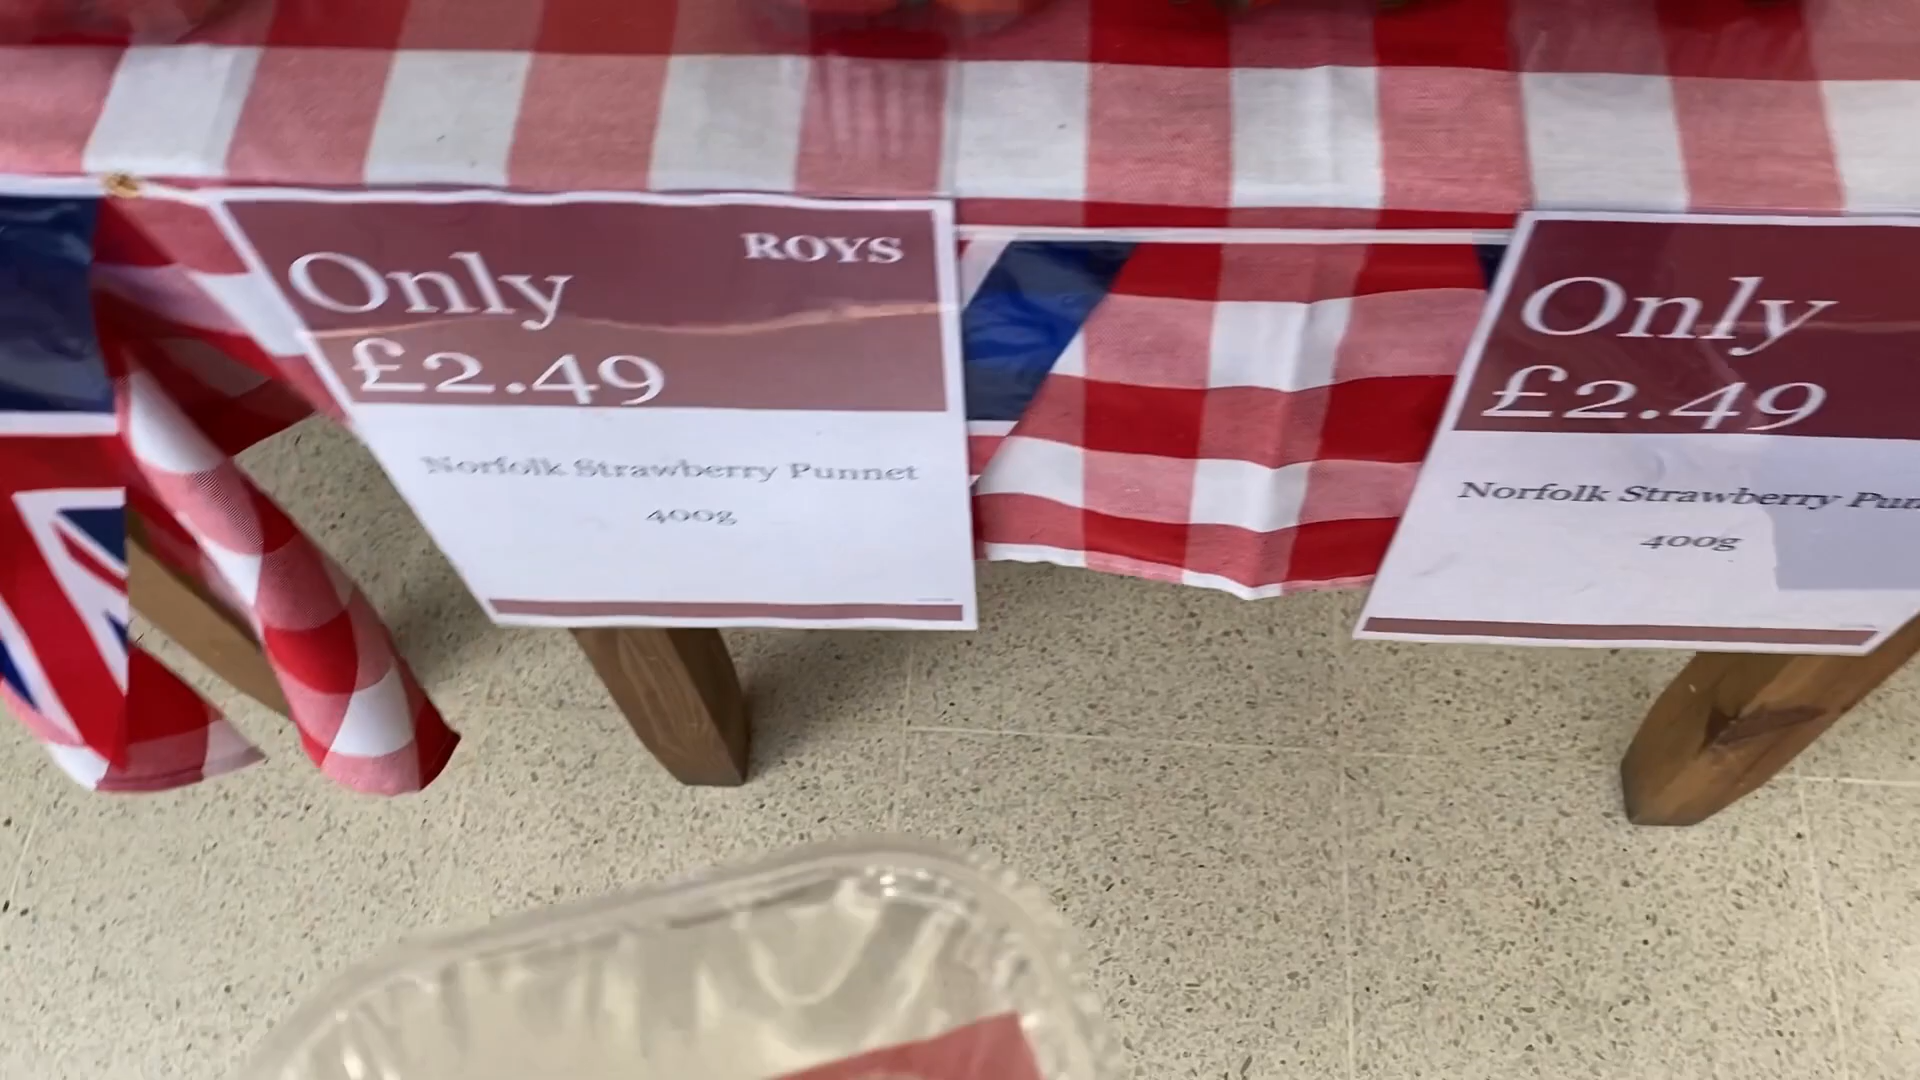 ROYS
Only
£2.49
Norfolk Strawberry Punnet
400g
Only
£2.49
Norfolk Strawberry Pun
400g